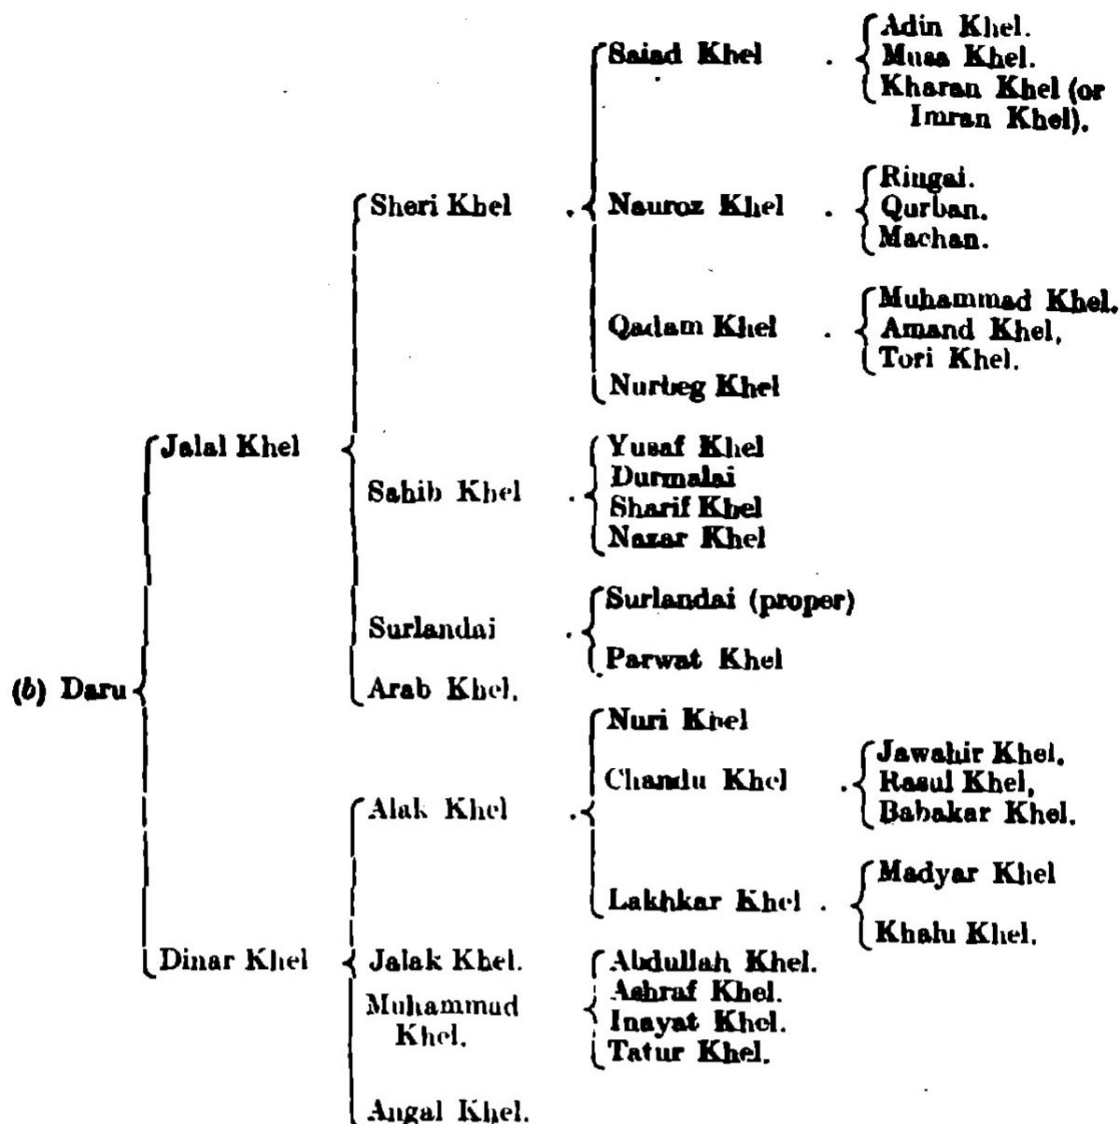 Adin Khel.
Saiad Khel . Musa Khel.
Kharan Khel (or
Imran Khel).
Ringai.
Sheri Khel . Nauroz Khel . Qurban.
Machan.
Muhammad Khel.
Qadam Khel . Amand Khel,
Tori Khel.
Nurbeg Khel
Jalal Khel Yusaf Khel
Durmalai
Sahib Khel .
Sharif Khel
Nazar Khel
Surlandai (proper)
Surlandai .
Parwat Khel
(b) Daru Arab Khel.
Nuri Khel
Jawahir Khel.
Chandu Khel . Rasul Khel,
Alak Khel . Babakar Khel.
Madyar Khel
Lakhkar Khel .
Khalu Khel.
Dinar Khel Jalak Khel. Abdullah Khel.
Muhammad Ashraf Khel.
Khel. Inayat Khel.
Tatur Khel.
Angal Khel.